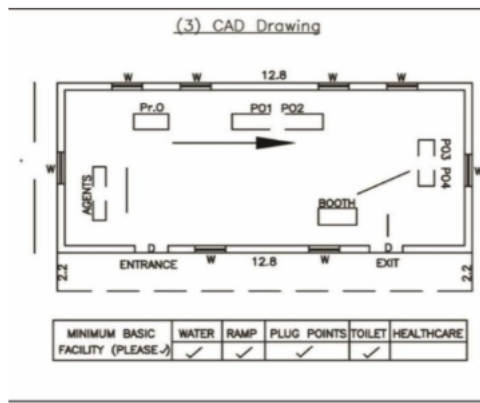 (3) CAD Drawing
W W 12.8 W W
Pr.O PO1 PO2
W AGENTS PO3 PO4 W
BOOTH
D D
ENTRANCE W 12.8 W EXIT
2.2 2.2
MINIMUM BASIC FACILITY (PLEASE ✓) WATER RAMP PLUG POINTS TOILET HEALTHCARE
✓ ✓ ✓ ✓